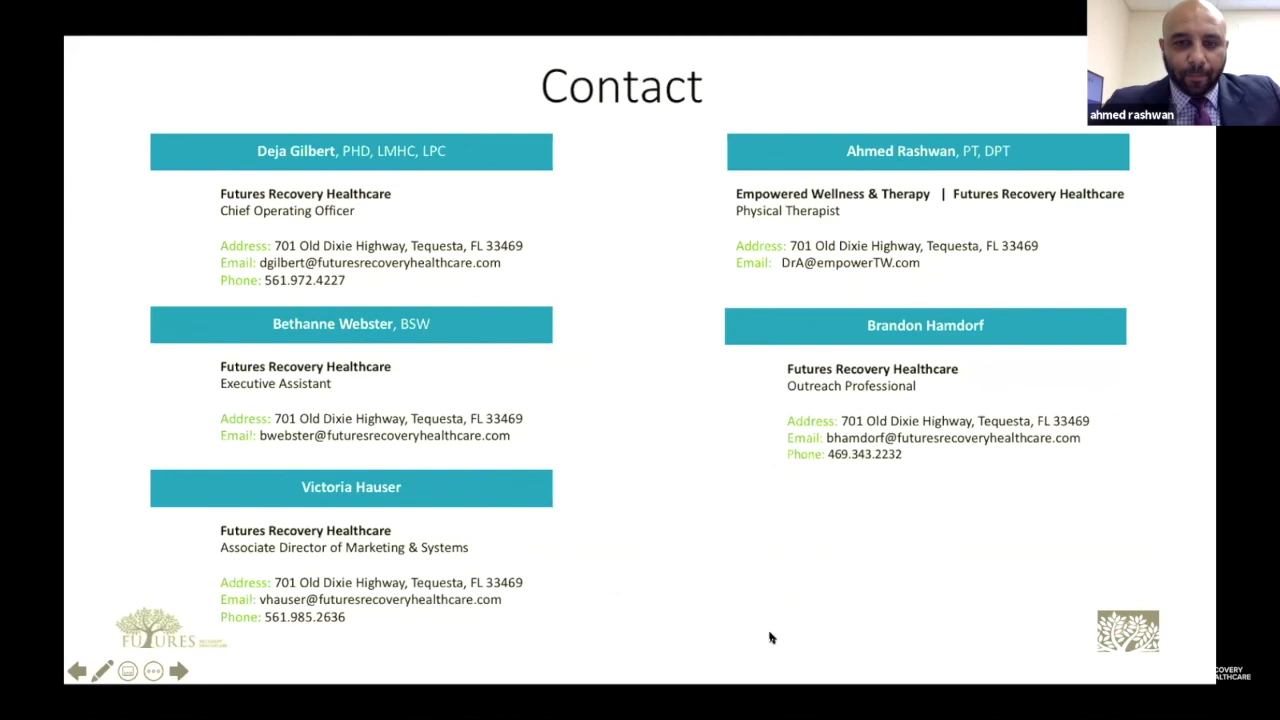 Contact
ahmed rashwan
Deja Gilbert, PHD, LMHC, LPC
Futures Recovery Healthcare
Chief Operating Officer
Address: 701 Old Dixie Highway, Tequesta, FL 33469
Email: dgilbert@futuresrecoveryhealthcare.com
Phone: 561.972.4227
Bethanne Webster, BSW
Futures Recovery Healthcare
Executive Assistant
Address: 701 Old Dixie Highway, Tequesta, FL 33469
Email: bwebster@futuresrecoveryhealthcare.com
Victoria Hauser
Futures Recovery Healthcare
Associate Director of Marketing & Systems
Address: 701 Old Dixie Highway, Tequesta, FL 33469
Email: vhauser@futuresrecoveryhealthcare.com
Phone: 561.985.2636
Ahmed Rashwan, PT, DPT
Empowered Wellness & Therapy | Futures Recovery Healthcare
Physical Therapist
Address: 701 Old Dixie Highway, Tequesta, FL 33469
Email: DrA@empowerTW.com
Brandon Hamdorf
Futures Recovery Healthcare
Outreach Professional
Address: 701 Old Dixie Highway, Tequesta, FL 33469
Email: bhamdorf@futuresrecoveryhealthcare.com
Phone: 469.343.2232
FUTURES
RECOVERY
HEALTHCARE
COVERY
ALTHCARE